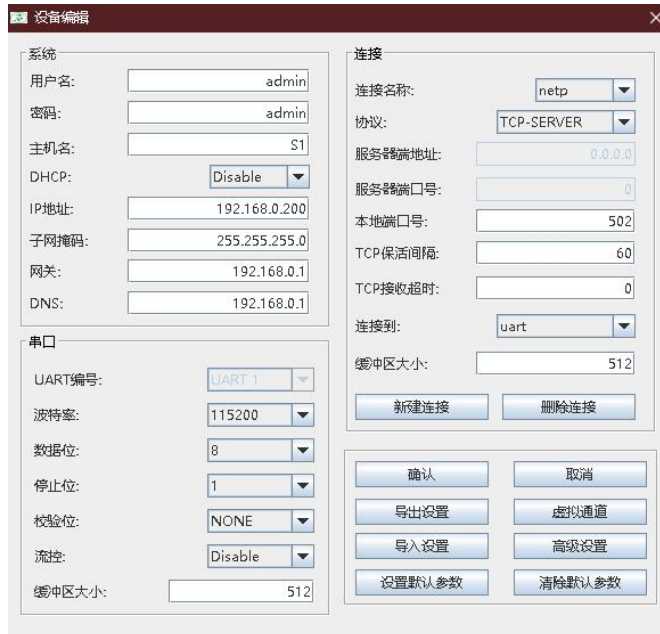 设备编辑
系统
用户名: admin
密码: admin
主机名: S1
DHCP: Disable
IP地址: 192.168.0.200
子网掩码: 255.255.255.0
网关: 192.168.0.1
DNS: 192.168.0.1
串口
UART编号: UART 1
波特率: 115200
数据位: 8
停止位: 1
校验位: NONE
流控: Disable
缓冲区大小: 512
连接
连接名称: netp
协议: TCP-SERVER
服务器端地址: 0.0.0.0
服务器端口号: 0
本地端口号: 502
TCP保活间隔: 60
TCP接收超时: 0
连接到: uart
缓冲区大小: 512
新建连接 删除连接
确认 取消
导出设置 虚拟通道
导入设置 高级设置
设置默认参数 清除默认参数